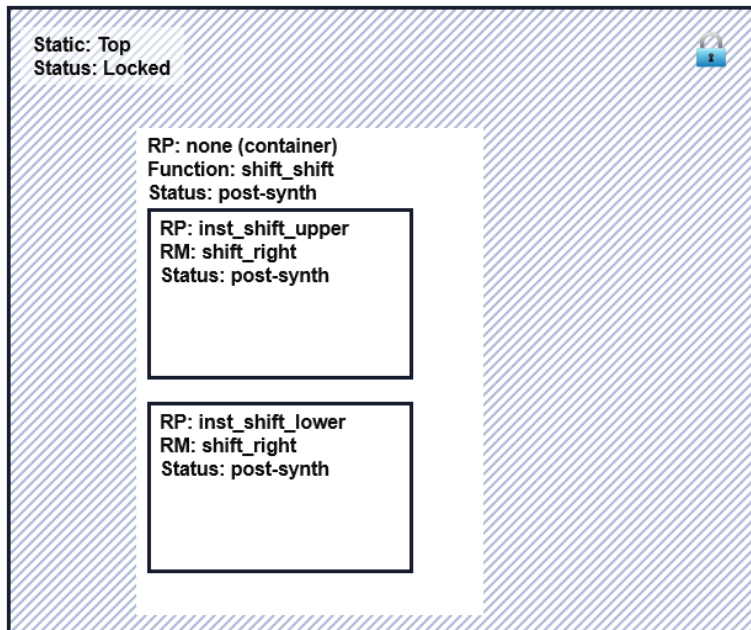 Static: Top
Status: Locked
RP: none (container)
Function: shift_shift
Status: post-synth
RP: inst_shift_upper
RM: shift_right
Status: post-synth
RP: inst_shift_lower
RM: shift_right
Status: post-synth